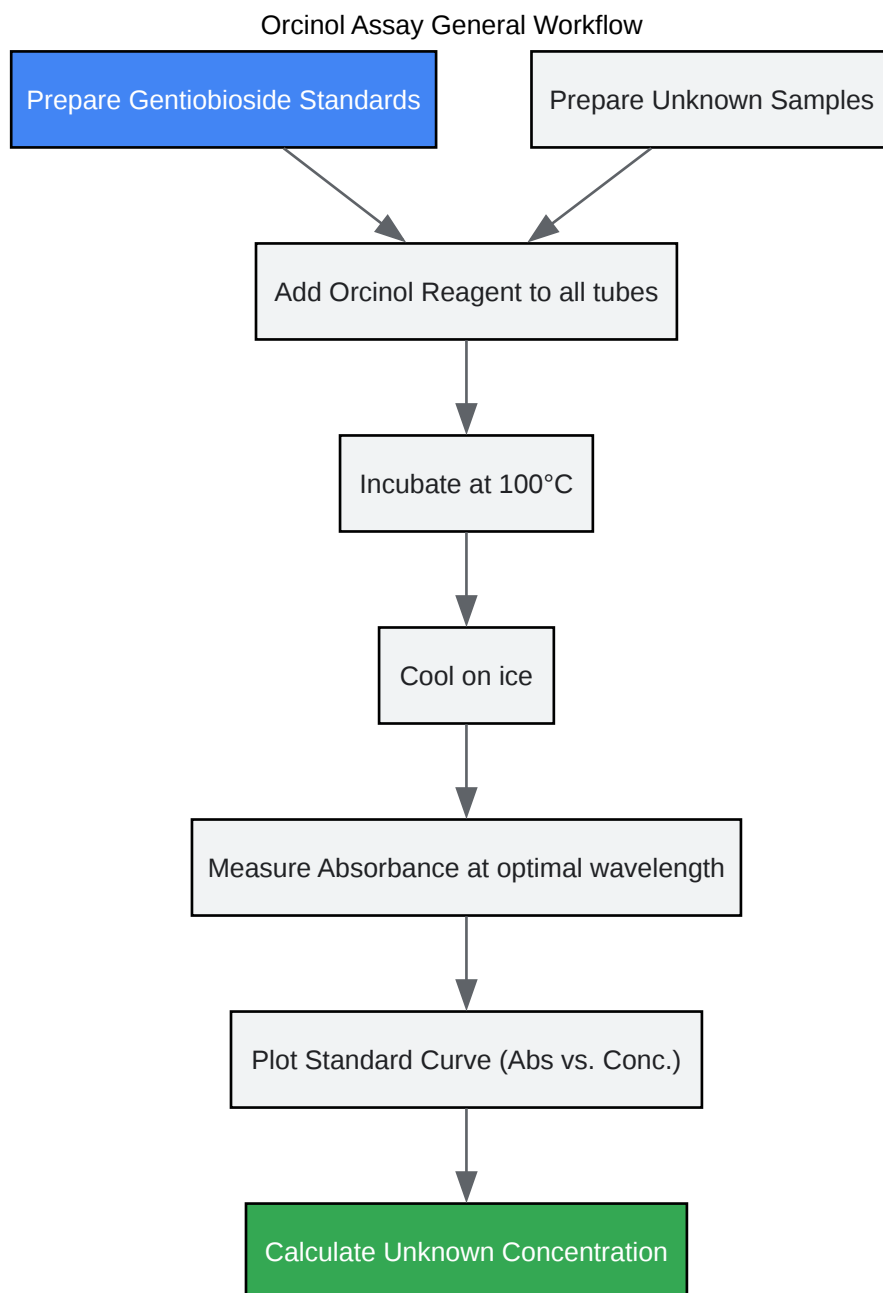 Orcinol Assay General Workflow
Prepare Gentiobioside Standards
Prepare Unknown Samples
Add Orcinol Reagent to all tubes
Incubate at 100°C
Cool on ice
Measure Absorbance at optimal wavelength
Plot Standard Curve (Abs vs. Conc.)
Calculate Unknown Concentration